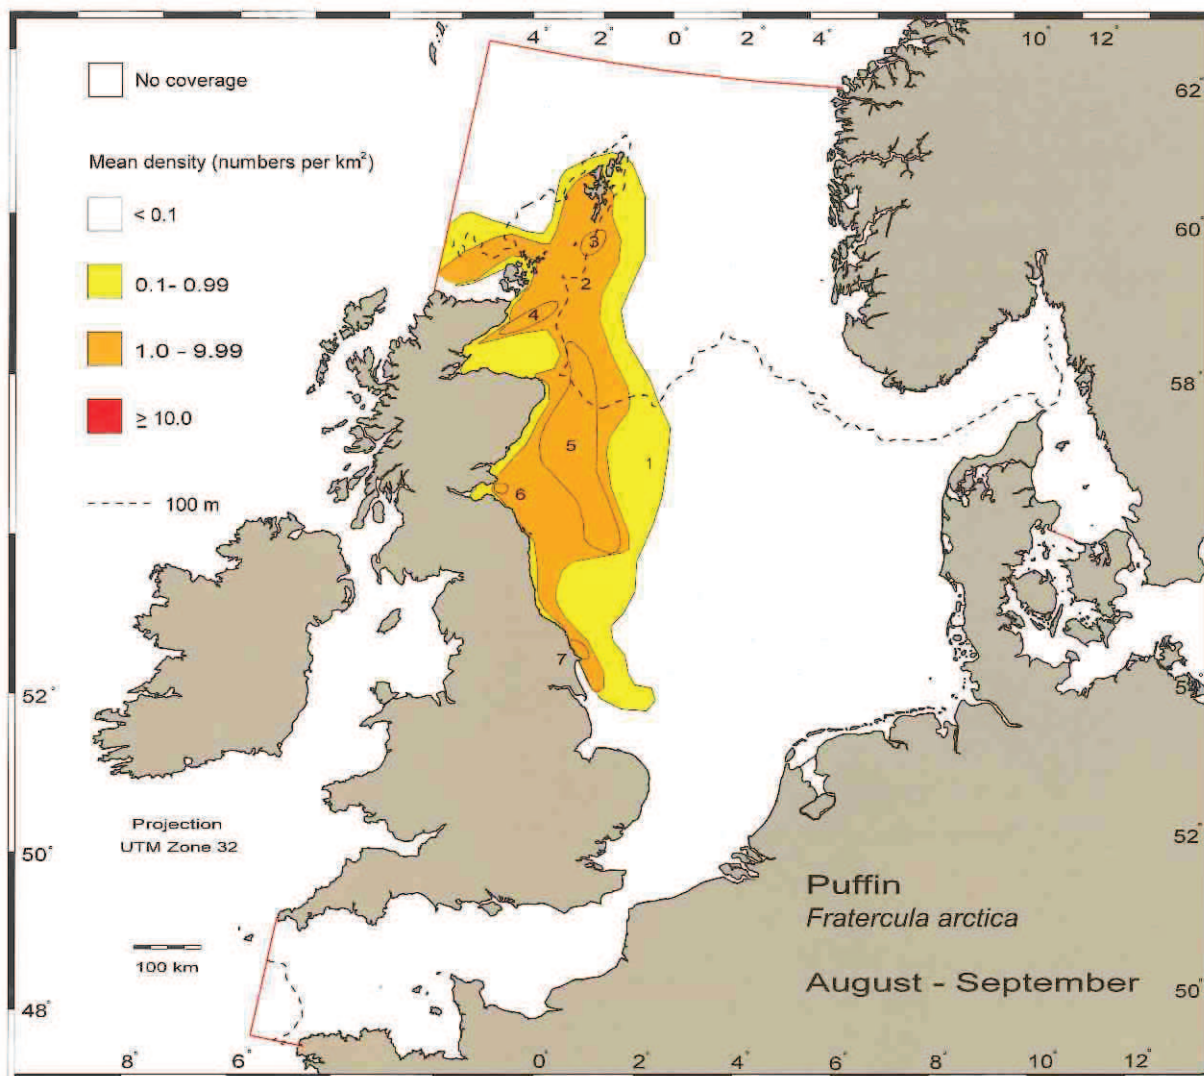 4° 2° 0° 2° 4° 10° 12°
No coverage
62°
Mean density (numbers per km²)
< 0.1
60°
3
0.1- 0.99
2
4
1.0 - 9.99
58°
≥ 10.0
5
1
6
100 m
7
52°
Projection
UTM Zone 32
52°
50°
Puffin
Fratercula arctica
100 km
August - September
50°
48°
8° 6° 0° 2° 4° 6° 8° 10° 12°